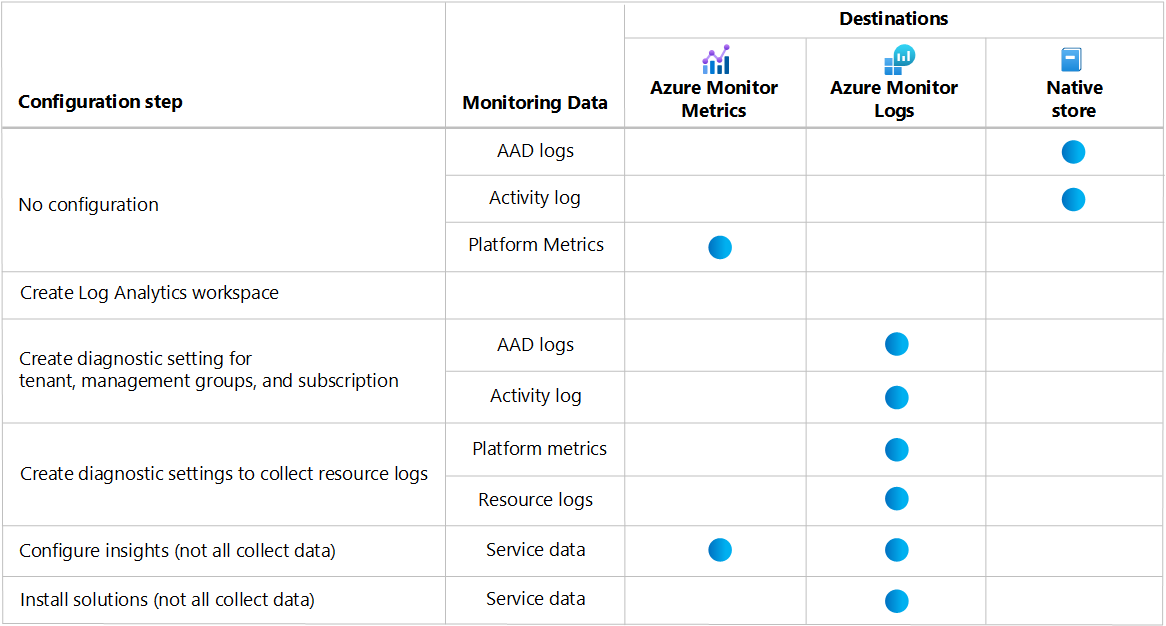 Destinations
Configuration step
Monitoring Data
Azure Monitor
Metrics
Azure Monitor
Logs
Native
store
No configuration
AAD logs
Activity log
Platform Metrics
Create Log Analytics workspace
Create diagnostic setting for
tenant, management groups, and subscription
AAD logs
Activity log
Create diagnostic settings to collect resource logs
Platform metrics
Resource logs
Configure insights (not all collect data)
Service data
Install solutions (not all collect data)
Service data